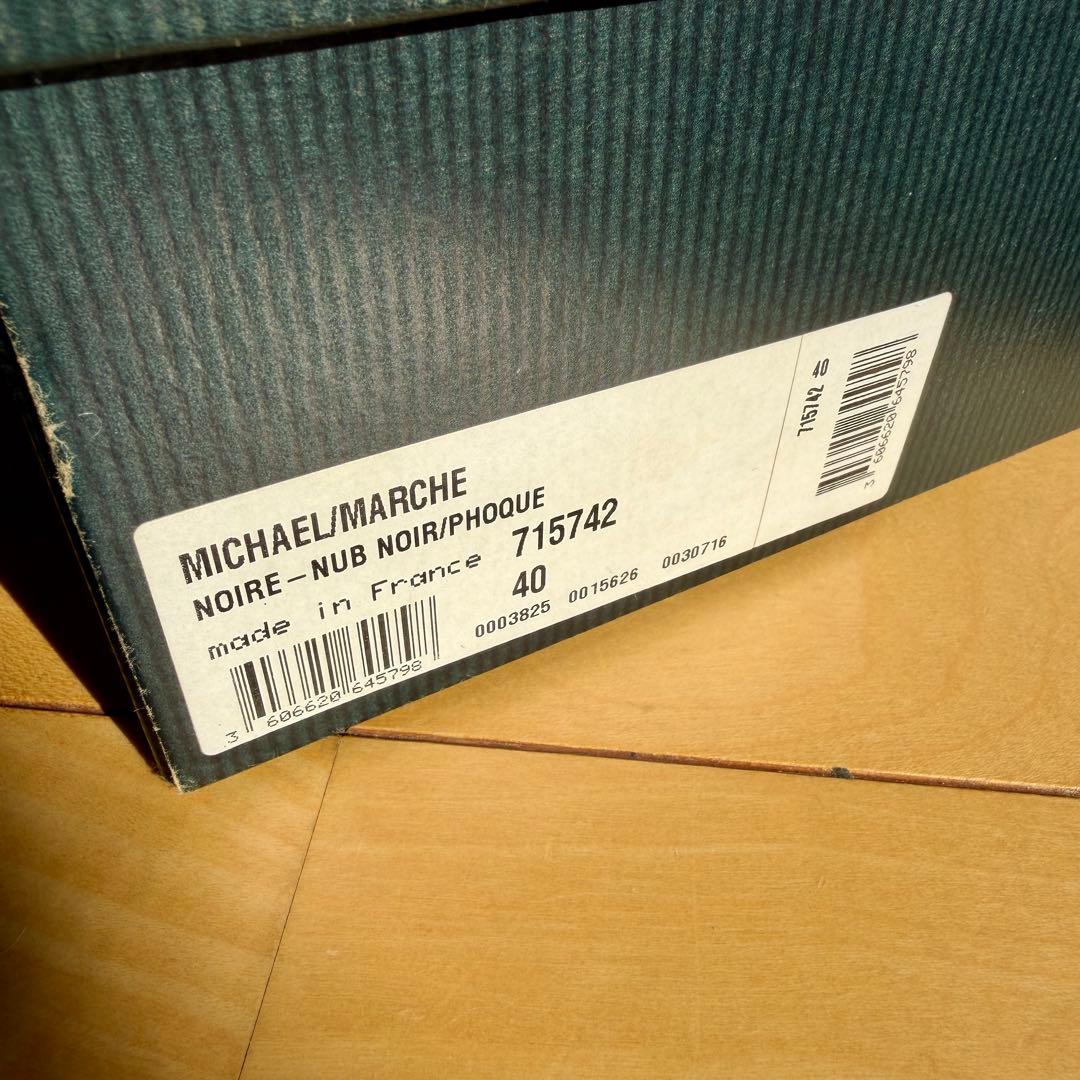 MICHAEL/MARCHE
NOIRE-NUB NOIR/PHOQUE
made in France 715742
40
0003825 0015626 0030716
3 606620 645798
715742 40
3 606620 645798